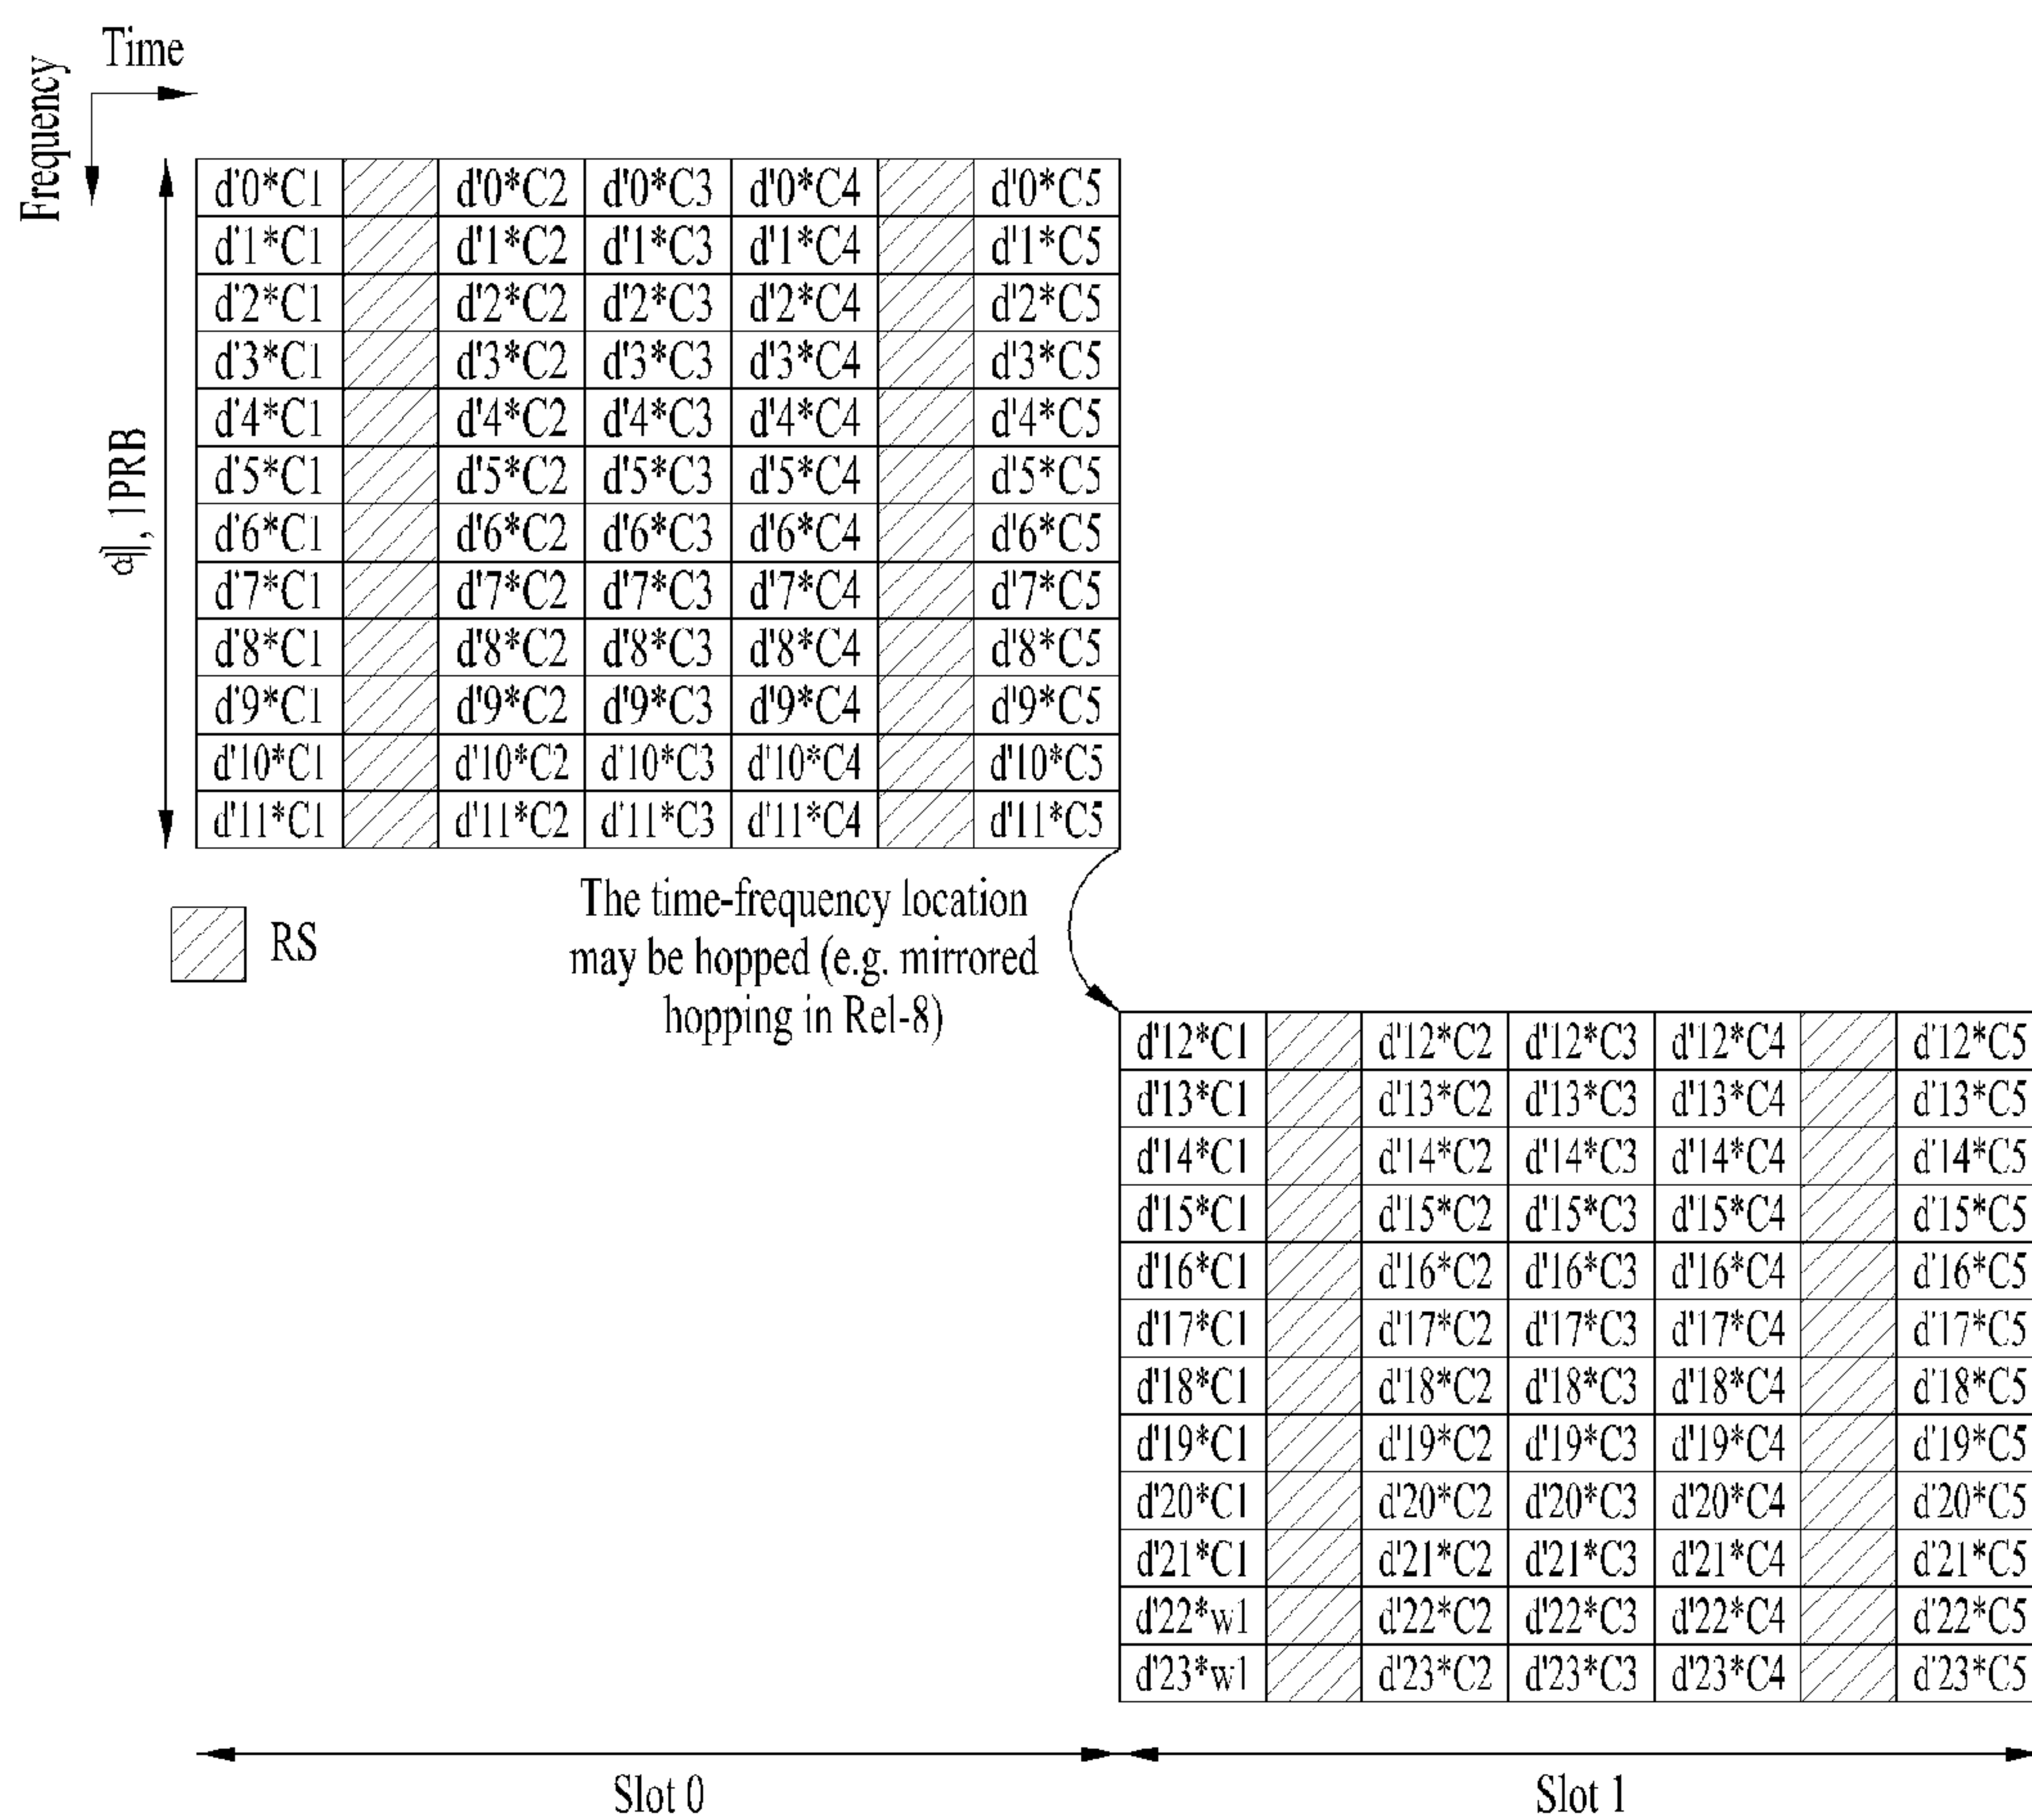 Time
Frequency
예, 1PRB
d'0*C1 d'0*C2 d'0*C3 d'0*C4 d'0*C5
d'1*C1 d'1*C2 d'1*C3 d'1*C4 d'1*C5
d'2*C1 d'2*C2 d'2*C3 d'2*C4 d'2*C5
d'3*C1 d'3*C2 d'3*C3 d'3*C4 d'3*C5
d'4*C1 d'4*C2 d'4*C3 d'4*C4 d'4*C5
d'5*C1 d'5*C2 d'5*C3 d'5*C4 d'5*C5
d'6*C1 d'6*C2 d'6*C3 d'6*C4 d'6*C5
d'7*C1 d'7*C2 d'7*C3 d'7*C4 d'7*C5
d'8*C1 d'8*C2 d'8*C3 d'8*C4 d'8*C5
d'9*C1 d'9*C2 d'9*C3 d'9*C4 d'9*C5
d'10*C1 d'10*C2 d'10*C3 d'10*C4 d'10*C5
d'11*C1 d'11*C2 d'11*C3 d'11*C4 d'11*C5
RS
The time-frequency location
may be hopped (e.g. mirrored
hopping in Rel-8)
d'12*C1 d'12*C2 d'12*C3 d'12*C4 d'12*C5
d'13*C1 d'13*C2 d'13*C3 d'13*C4 d'13*C5
d'14*C1 d'14*C2 d'14*C3 d'14*C4 d'14*C5
d'15*C1 d'15*C2 d'15*C3 d'15*C4 d'15*C5
d'16*C1 d'16*C2 d'16*C3 d'16*C4 d'16*C5
d'17*C1 d'17*C2 d'17*C3 d'17*C4 d'17*C5
d'18*C1 d'18*C2 d'18*C3 d'18*C4 d'18*C5
d'19*C1 d'19*C2 d'19*C3 d'19*C4 d'19*C5
d'20*C1 d'20*C2 d'20*C3 d'20*C4 d'20*C5
d'21*C1 d'21*C2 d'21*C3 d'21*C4 d'21*C5
d'22*w1 d'22*C2 d'22*C3 d'22*C4 d'22*C5
d'23*w1 d'23*C2 d'23*C3 d'23*C4 d'23*C5
Slot 0 Slot 1